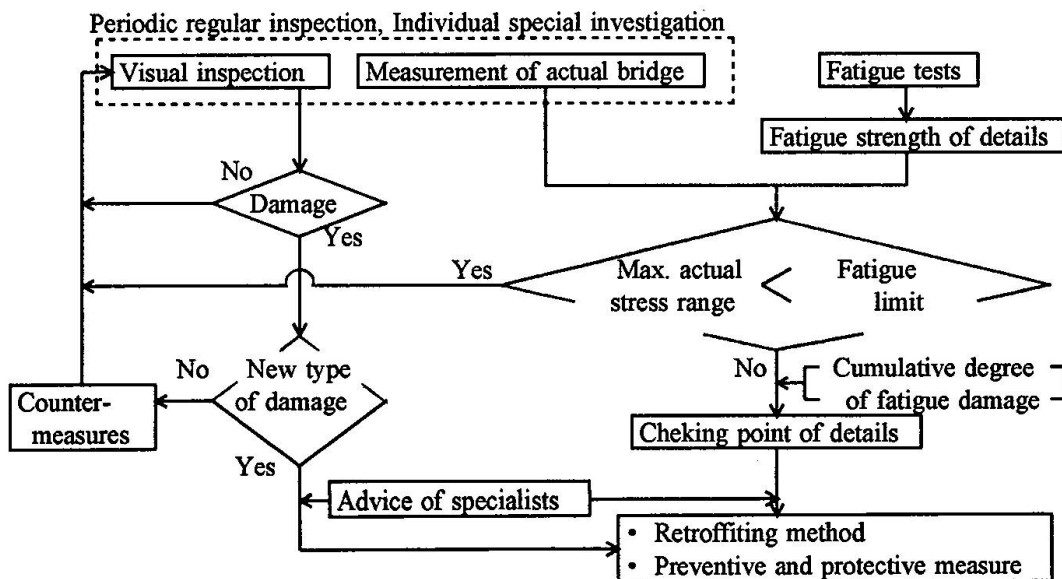 Periodic regular inspection, Individual special investigation
Visual inspection
Measurement of actual bridge
Fatigue tests
Fatigue strength of details
No
Damage
Yes
Yes
Max. actual
stress range
<
Fatigue
limit
No
New type
of damage
Counter-
measures
No
Cumulative degree
of fatigue damage
Cheking point of details
Yes
Advice of specialists
• Retroffiting method
• Preventive and protective measure